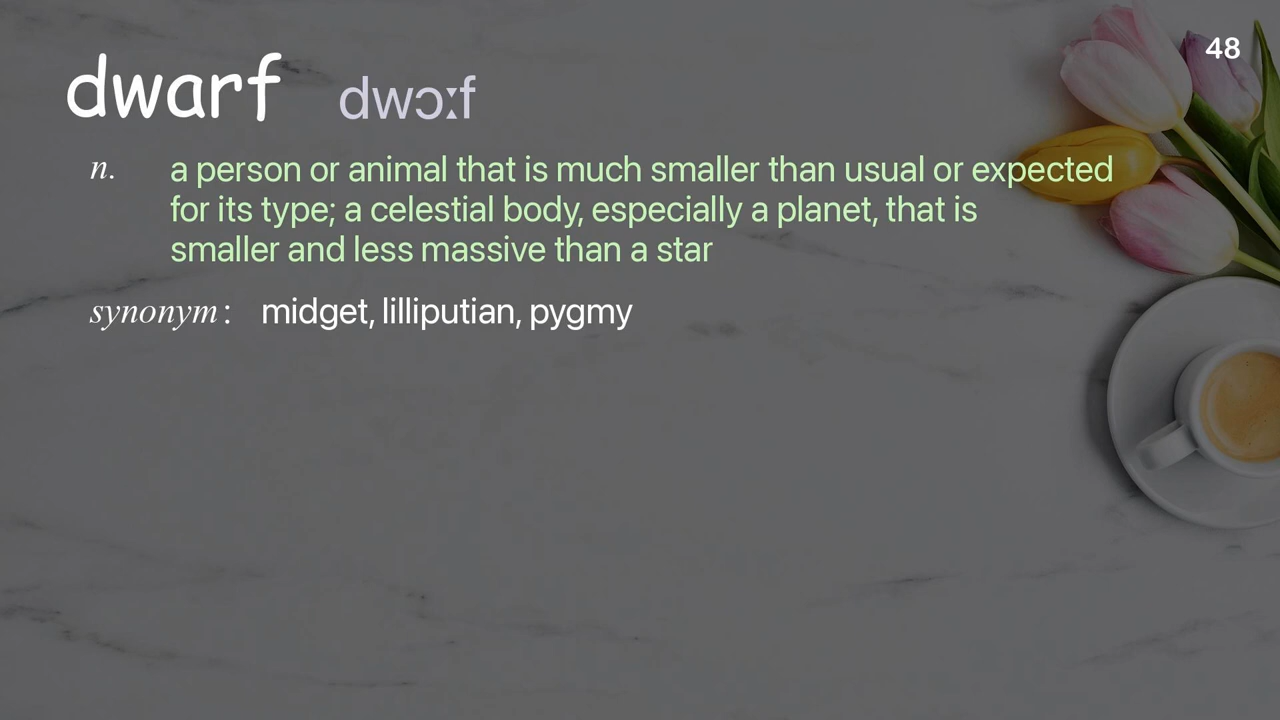 48
dwarf dwɔːf
n. a person or animal that is much smaller than usual or expected
for its type; a celestial body, especially a planet, that is
smaller and less massive than a star
synonym : midget, lilliputian, pygmy